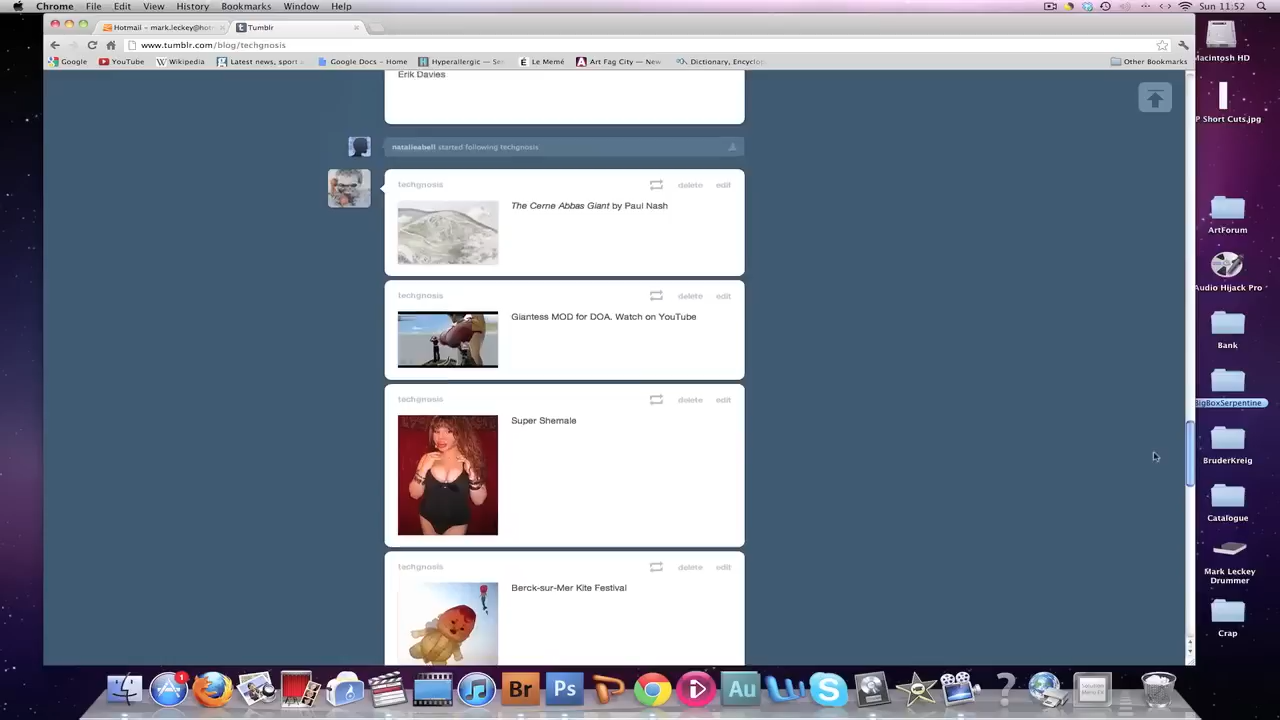 Chrome File Edit View History Bookmarks Window Help
Sun 11:52
Hotmail – mark.leckey@hot
Tumblr
www.tumblr.com/blog/techgnosis
Google YouTube Wikipedia Latest news, sport Google Docs - Home Hyperallergic — Le Memé Art Fag City — New Dictionary, Encyclop Other Bookmarks
Erik Davies
natalieabell started following techgnosis
techgnosis delete edit
The Cerne Abbas Giant by Paul Nash
techgnosis delete edit
Giantess MOD for DOA. Watch on YouTube
techgnosis delete edit
Super Shemale
techgnosis delete edit
Berck-sur-Mer Kite Festival
Macintosh HD
P Short Cuts.jpg
ArtForum
Audio Hijack Pro
Bank
BigBoxSerpentine
BruderKreig
Catalogue
Mark Leckey
Drummer
Crap
1
Br
Ps
Au